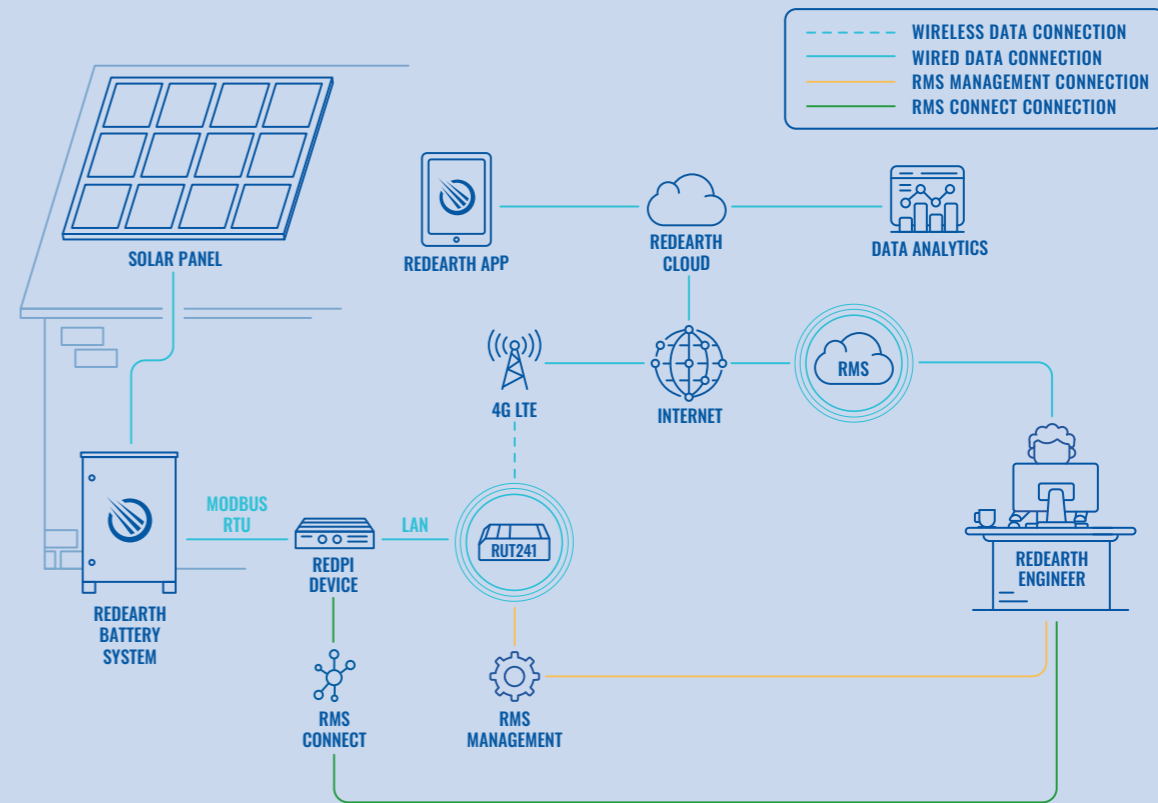 WIRELESS DATA CONNECTION
WIRED DATA CONNECTION
RMS MANAGEMENT CONNECTION
RMS CONNECT CONNECTION
SOLAR PANEL
REDEARTH APP
REDEARTH
CLOUD
DATA ANALYTICS
4G LTE
INTERNET
RMS
MODBUS
RTU
LAN
RUT241
REDPI
DEVICE
REDEARTH
ENGINEER
REDEARTH
BATTERY
SYSTEM
RMS
CONNECT
RMS
MANAGEMENT